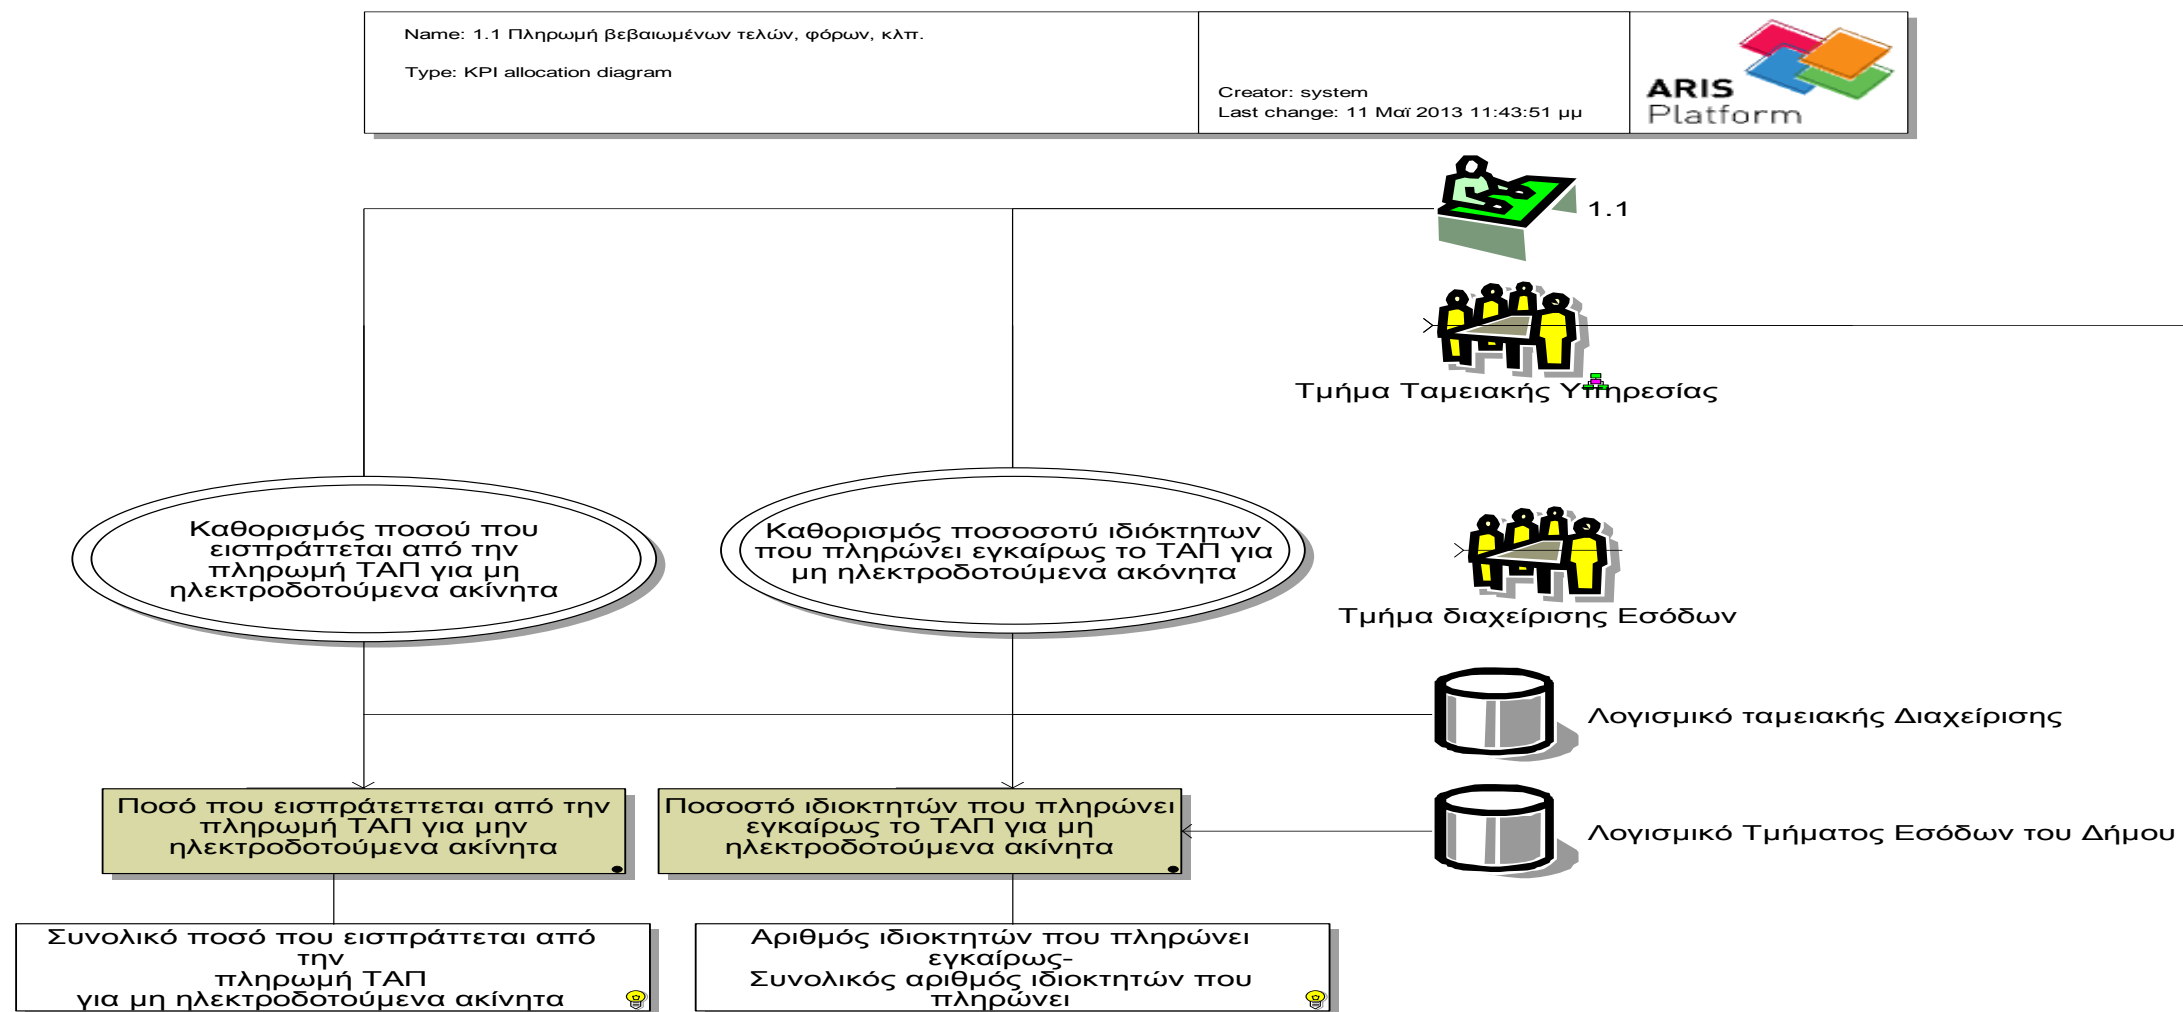 Name: 1.1 Πληρωμή βεβαιωμένων τελών, φόρων, κλπ.
Type: KPI allocation diagram
Creator: system
Last change: 11 Μαϊ 2013 11:43:51 μμ
ARIS
Platform
1.1
Τμήμα Ταμειακής Υπηρεσίας
Καθορισμός ποσού που
εισπράττεται από την
πληρωμή ΤΑΠ για μη
ηλεκτροδοτούμενα ακίνητα
Καθορισμός ποσοσοτύ ιδιόκτητων
που πληρώνει εγκαίρως το ΤΑΠ για
μη ηλεκτροδοτούμενα ακόνητα
Τμήμα διαχείρισης Εσόδων
Λογισμικό ταμειακής Διαχείρισης
Ποσό που εισπράτεττεται από την
πληρωμή ΤΑΠ για μην
ηλεκτροδοτούμενα ακίνητα
Ποσοστό ιδιοκτητών που πληρώνει
εγκαίρως το ΤΑΠ για μη
ηλεκτροδοτούμενα ακίνητα
Λογισμικό Τμήματος Εσόδων του Δήμου
Συνολικό ποσό που εισπράττεται από
την
πληρωμή ΤΑΠ
για μη ηλεκτροδοτούμενα ακίνητα
Αριθμός ιδιοκτητών που πληρώνει
εγκαίρως-
Συνολικός αριθμός ιδιοκτητών που
πληρώνει